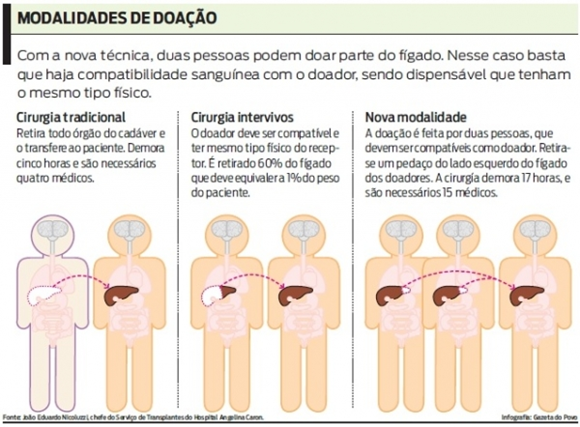 MODALIDADES DE DOAÇÃO
Com a nova técnica, duas pessoas podem doar parte do fígado. Nesse caso basta
que haja compatibilidade sanguínea com o doador, sendo dispensável que tenham
o mesmo tipo físico.
Cirurgia tradicional
Retira todo órgão do cadáver e
o transfere ao paciente. Demora
cinco horas e são necessários
quatro médicos.
Cirurgia intervivos
O doador deve ser compatível e
ter mesmo tipo físico do recep-
tor. É retirado 60% do fígado
que deve equivaler a 1% do peso
do paciente.
Nova modalidade
A doação é feita por duas pessoas, que
devem ser compatíveis com o doador. Retira-
se um pedaço do lado esquerdo do fígado
dos doadores. A cirurgia demora 17 horas, e
são necessários 15 médicos.
Fonte: João Eduardo Nicoluzzi, chefe do Serviço de Transplantes do Hospital Angelina Caron.
Infografia: Gazeta do Povo